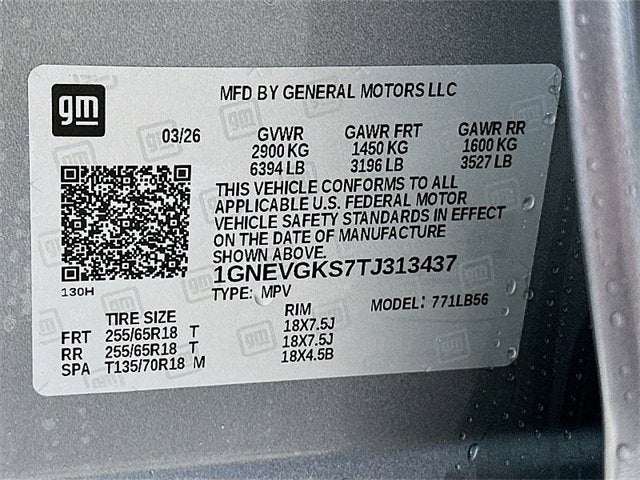 gm
MFD BY GENERAL MOTORS LLC
03/26 GVWR GAWR FRT GAWR RR
2900 KG 1450 KG 1600 KG
6394 LB 3196 LB 3527 LB
THIS VEHICLE CONFORMS TO ALL
APPLICABLE U.S. FEDERAL MOTOR
VEHICLE SAFETY STANDARDS IN EFFECT
ON THE DATE OF MANUFACTURE
SHOWN ABOVE.
1GNEVGKS7TJ313437
130H TYPE: MPV MODEL: 771LB56
TIRE SIZE RIM
FRT 255/65R18 T 18X7.5J
RR 255/65R18 T 18X7.5J
SPA T135/70R18 M 18X4.5B